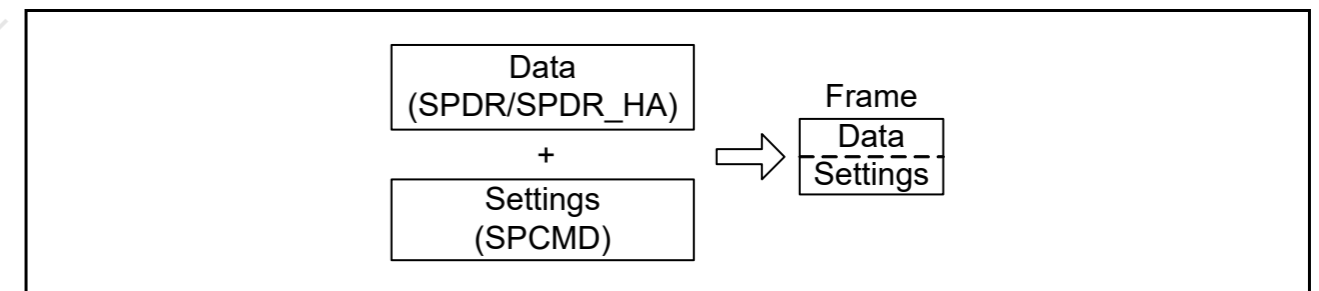 Data
(SPDR/SPDR_HA)
+
Settings
(SPCMD)
Frame
Data
Settings